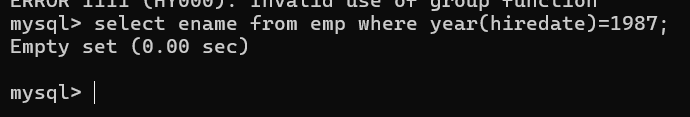 ERROR 1111 (HY000): Invalid use of group function
mysql> select ename from emp where year(hiredate)=1987;
Empty set (0.00 sec)
mysql>